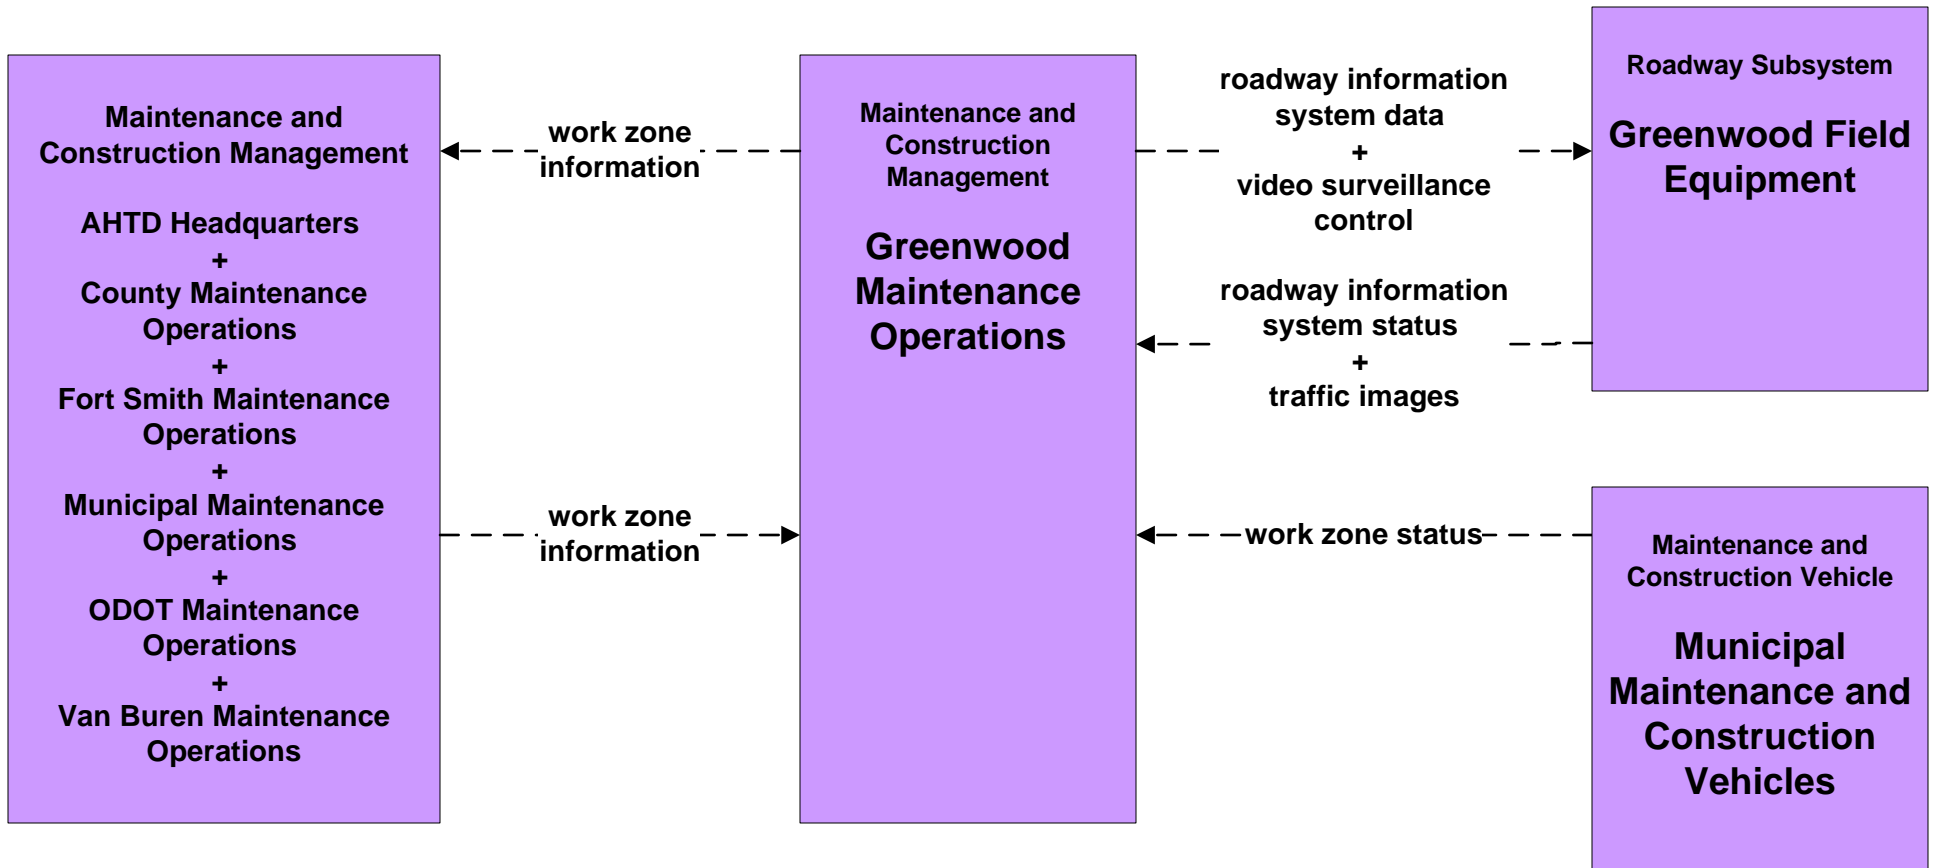 Maintenance and
Construction Management
AHTD Headquarters
+
County Maintenance
Operations
+
Fort Smith Maintenance
Operations
+
Municipal Maintenance
Operations
+
ODOT Maintenance
Operations
+
Van Buren Maintenance
Operations
work zone
information
work zone
information
Maintenance and
Construction
Management
Greenwood
Maintenance
Operations
roadway information
system data
+
video surveillance
control
roadway information
system status
+
traffic images
work zone status
Roadway Subsystem
Greenwood Field
Equipment
Maintenance and
Construction Vehicle
Municipal
Maintenance and
Construction
Vehicles